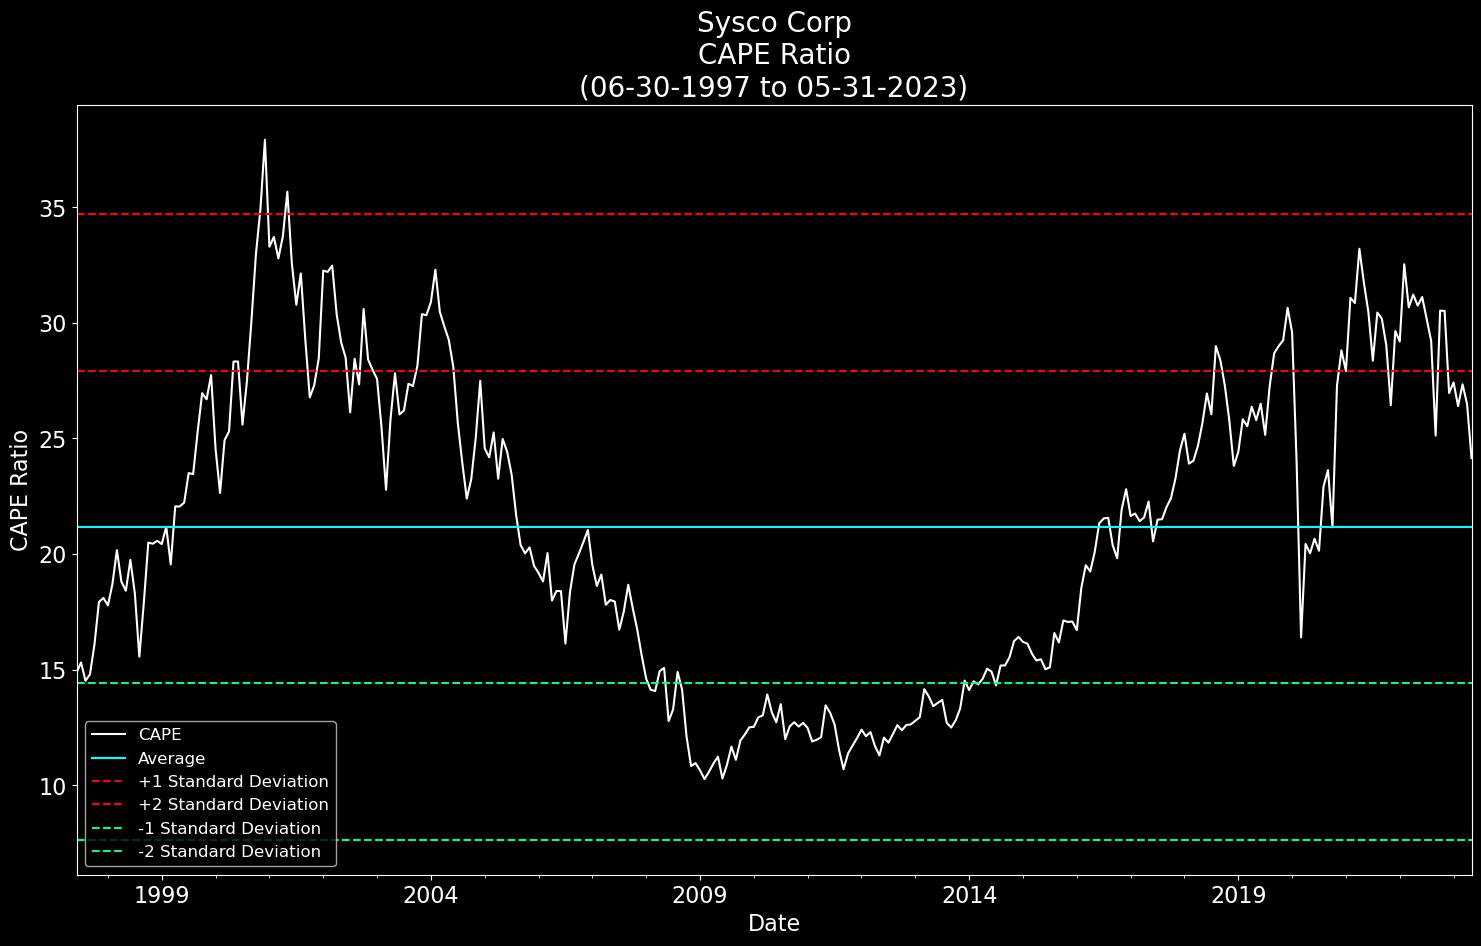 Sysco Corp
CAPE Ratio
(06-30-1997 to 05-31-2023)
35
30
25
20
15
10
CAPE Ratio
CAPE
Average
+1 Standard Deviation
+2 Standard Deviation
-1 Standard Deviation
-2 Standard Deviation
1999 2004 2009 2014 2019
Date